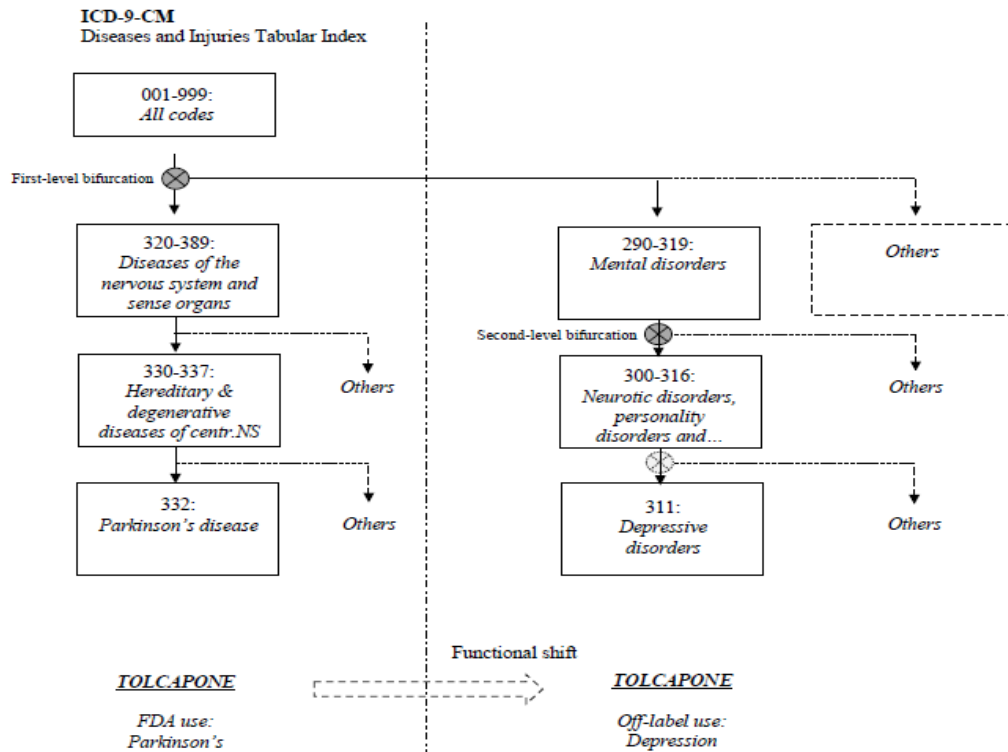 ICD-9-CM
Diseases and Injuries Tabular Index
001-999:
All codes
First-level bifurcation
320-389:
Diseases of the
nervous system and
sense organs
290-319:
Mental disorders
Others
Second-level bifurcation
330-337:
Hereditary &
degenerative
diseases of centr.NS
Others
300-316:
Neurotic disorders,
personality
disorders and…
Others
332:
Parkinson’s disease
Others
311:
Depressive
disorders
Others
Functional shift
TOLCAPONE
FDA use:
Parkinson’s
TOLCAPONE
Off-label use:
Depression